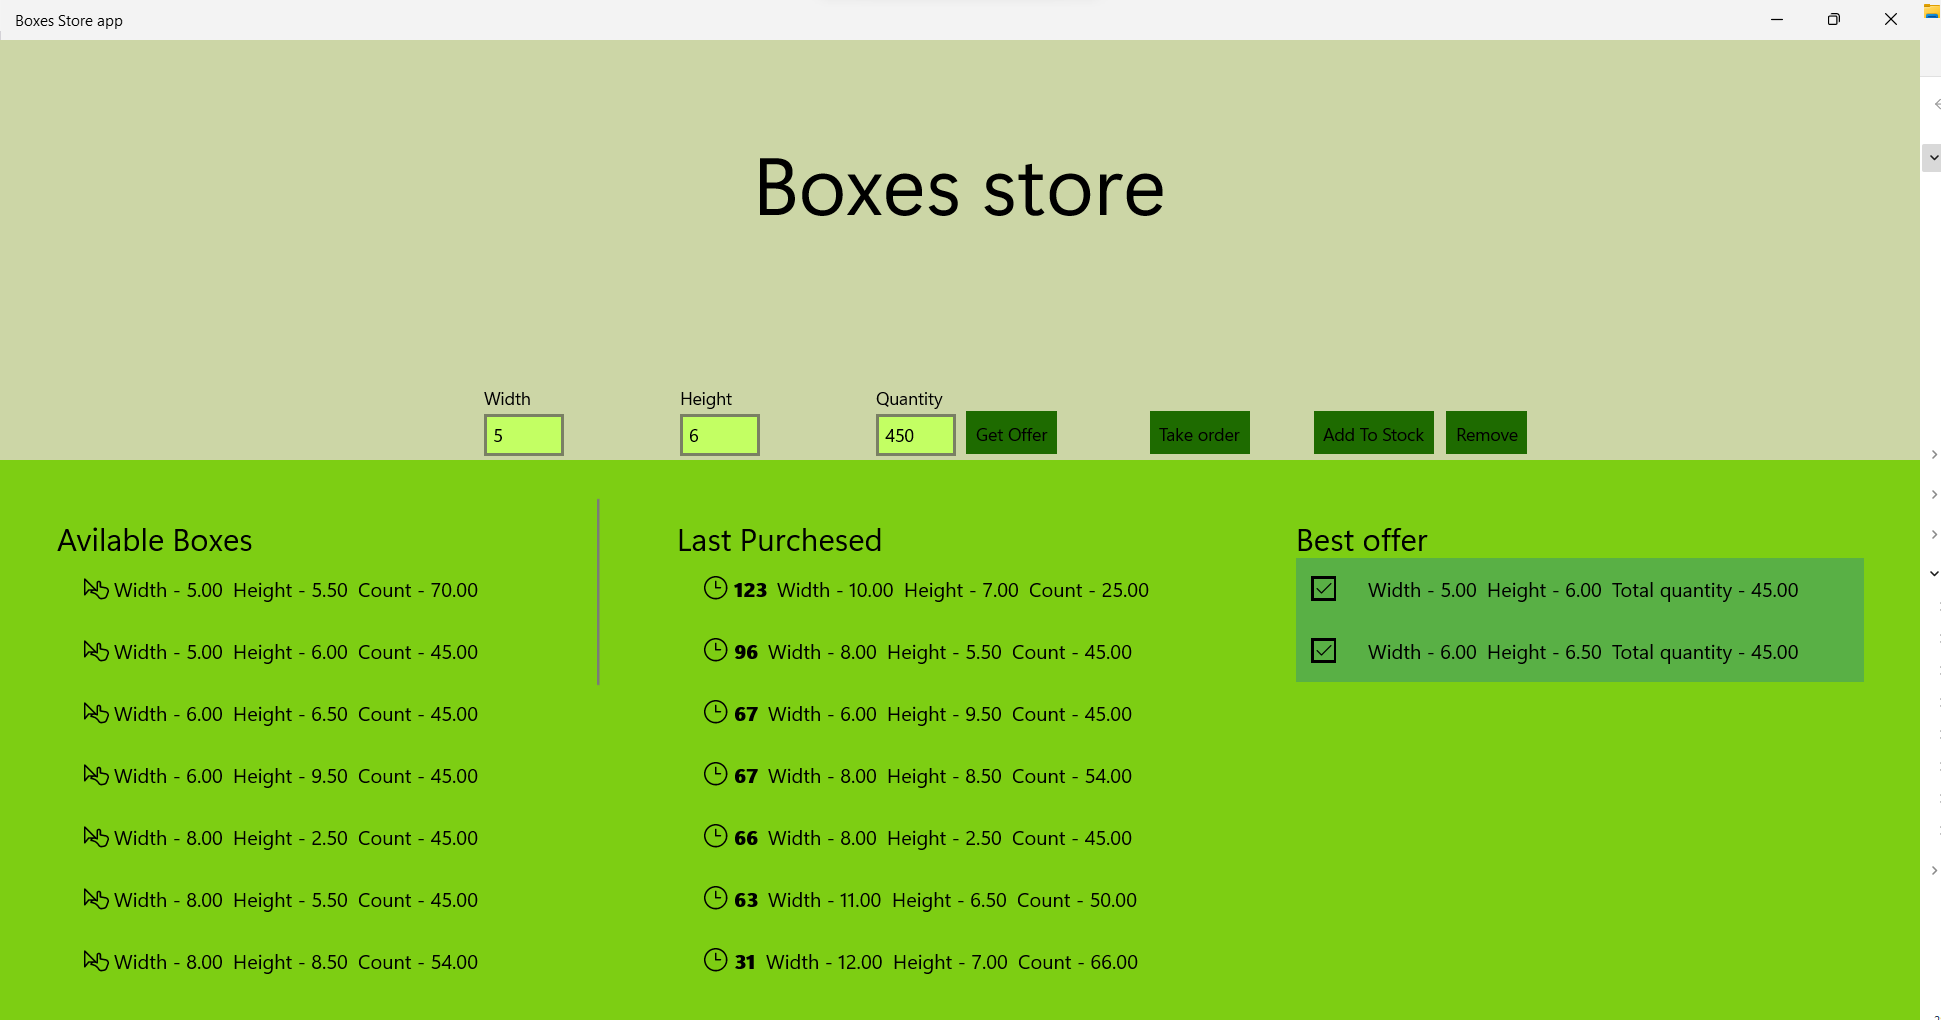 Boxes Store app
Boxes store
Width
Height
Quantity
5
6
450
Get Offer
Take order
Add To Stock
Remove
Avilable Boxes
Width - 5.00 Height - 5.50 Count - 70.00
Width - 5.00 Height - 6.00 Count - 45.00
Width - 6.00 Height - 6.50 Count - 45.00
Width - 6.00 Height - 9.50 Count - 45.00
Width - 8.00 Height - 2.50 Count - 45.00
Width - 8.00 Height - 5.50 Count - 45.00
Width - 8.00 Height - 8.50 Count - 54.00
Last Purchesed
123 Width - 10.00 Height - 7.00 Count - 25.00
96 Width - 8.00 Height - 5.50 Count - 45.00
67 Width - 6.00 Height - 9.50 Count - 45.00
67 Width - 8.00 Height - 8.50 Count - 54.00
66 Width - 8.00 Height - 2.50 Count - 45.00
63 Width - 11.00 Height - 6.50 Count - 50.00
31 Width - 12.00 Height - 7.00 Count - 66.00
Best offer
Width - 5.00 Height - 6.00 Total quantity - 45.00
Width - 6.00 Height - 6.50 Total quantity - 45.00